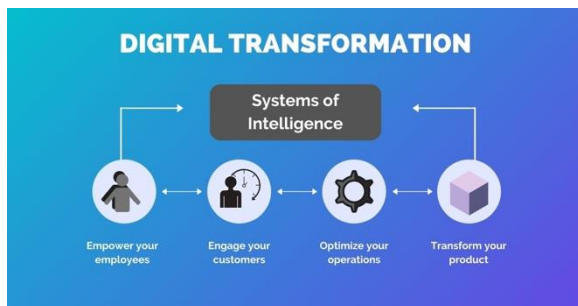 DIGITAL TRANSFORMATION
Systems of
Intelligence
Empower your
employees
Engage your
customers
Optimize your
operations
Transform your
product